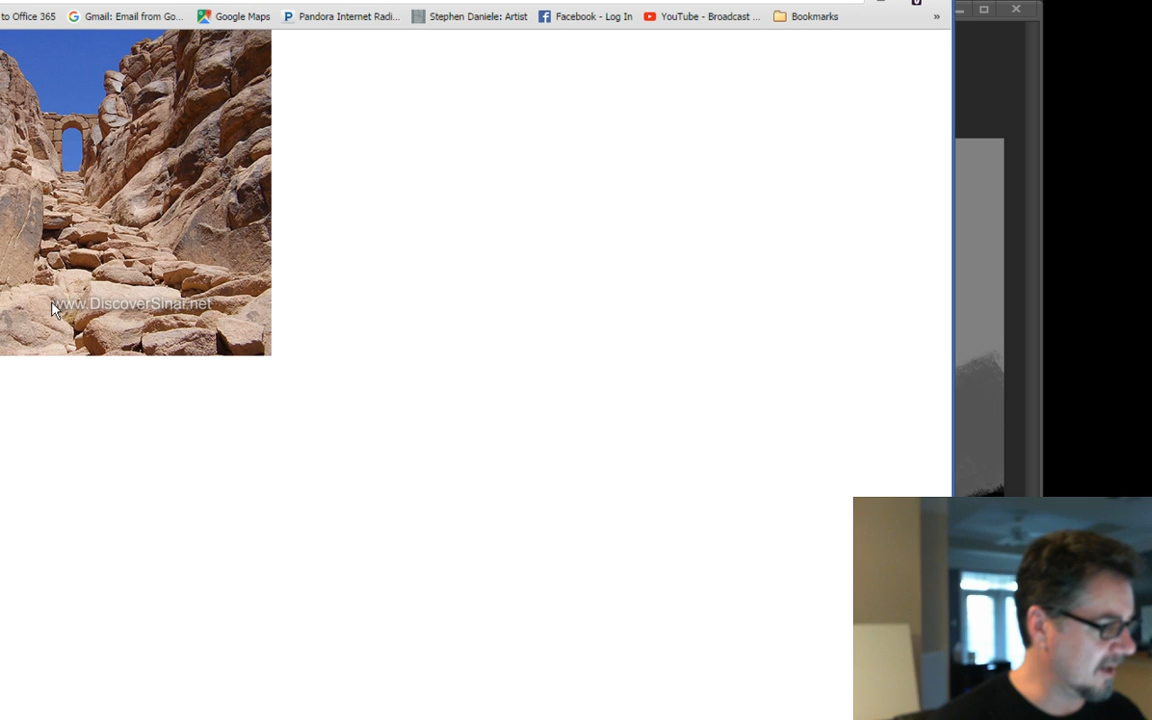 to Office 365 Gmail: Email from Go... Google Maps Pandora Internet Radi... Stephen Daniele: Artist Facebook - Log In YouTube - Broadcast ... Bookmarks »
www.DiscoverSinai.net